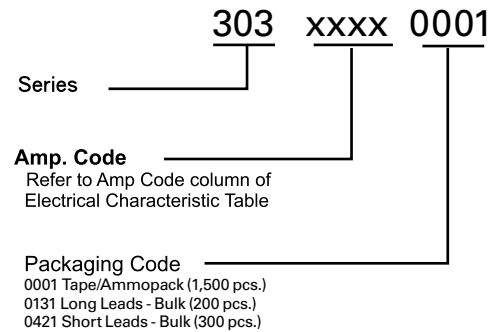 303 xxxx 0001
Series
Amp. Code
Refer to Amp Code column of
Electrical Characteristic Table
Packaging Code
0001 Tape/Ammopack (1,500 pcs.)
0131 Long Leads - Bulk (200 pcs.)
0421 Short Leads - Bulk (300 pcs.)